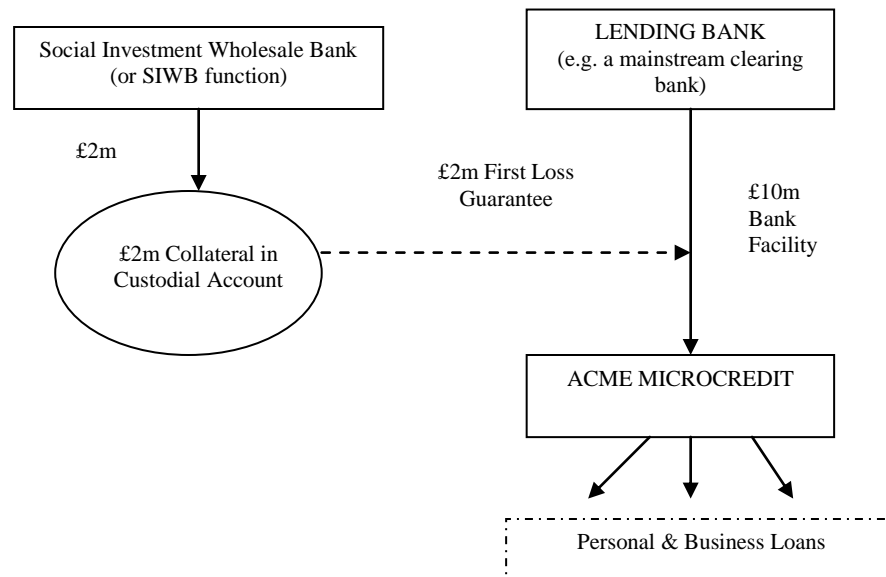 Social Investment Wholesale Bank
(or SIWB function)
LENDING BANK
(e.g. a mainstream clearing
bank)
£2m
£2m First Loss
Guarantee
£10m
Bank
Facility
£2m Collateral in
Custodial Account
ACME MICROCREDIT
Personal & Business Loans